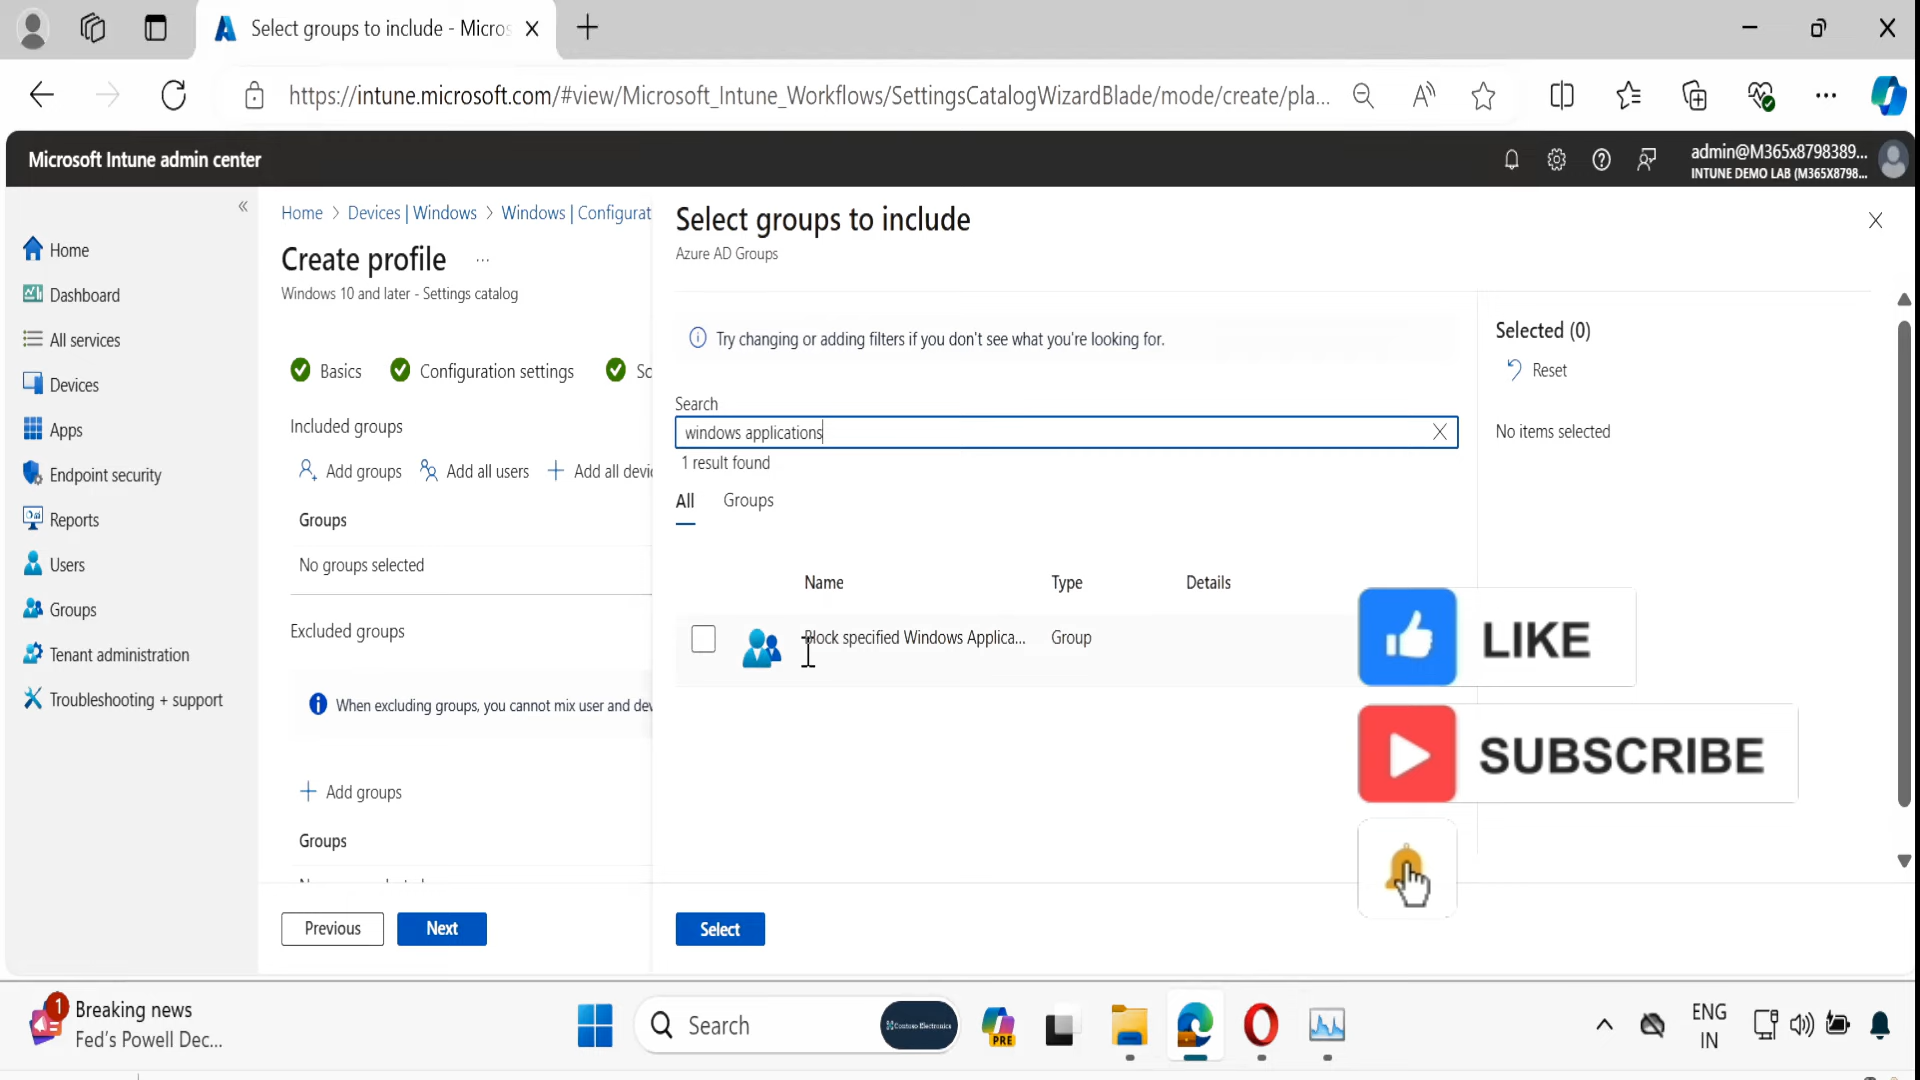 Select groups to include - Micros
https://intune.microsoft.com/#view/Microsoft_Intune_Workflows/SettingsCatalogWizardBlade/mode/create/pla...
Microsoft Intune admin center
admin@M365x8798389...
INTUNE DEMO LAB (M365X8798...
Home
Dashboard
All services
Devices
Apps
Endpoint security
Reports
Users
Groups
Tenant administration
Troubleshooting + support
Home > Devices | Windows > Windows | Configurat
Create profile ...
Windows 10 and later - Settings catalog
Basics
Configuration settings
Sc
Included groups
Add groups
Add all users
Add all devic
Groups
No groups selected
Excluded groups
When excluding groups, you cannot mix user and dev
Add groups
Groups
Previous
Next
Select groups to include
Azure AD Groups
Try changing or adding filters if you don't see what you're looking for.
Search
windows applications
1 result found
All
Groups
Name
Type
Details
Block specified Windows Applica...
Group
Select
Selected (0)
Reset
No items selected
LIKE
SUBSCRIBE
1
Breaking news
Fed's Powell Dec...
Search
Contoso Electronics
PRE
ENG
IN